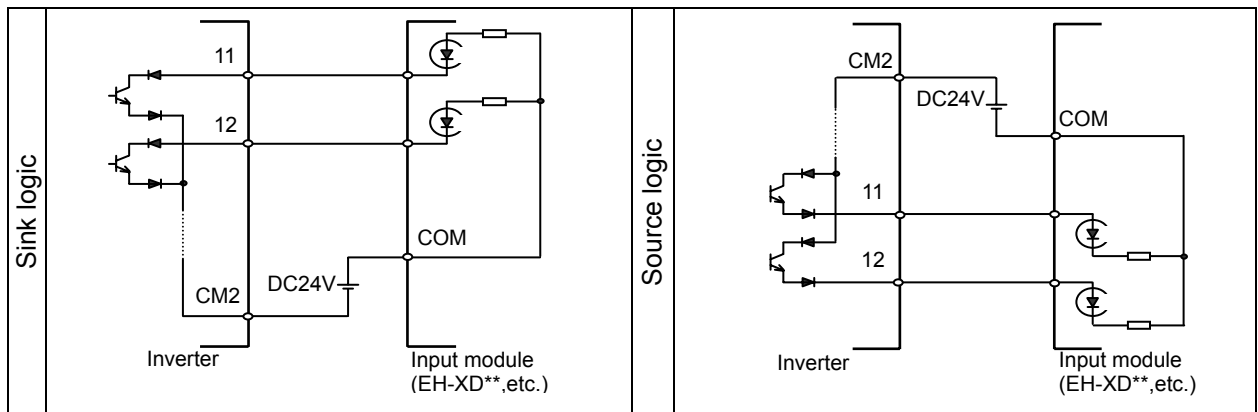 Sink logic
11
12
COM
DC24V
CM2
Inverter
Input module
(EH-XD**,etc.)
Source logic
CM2
DC24V
COM
11
12
Inverter
Input module
(EH-XD**,etc.)